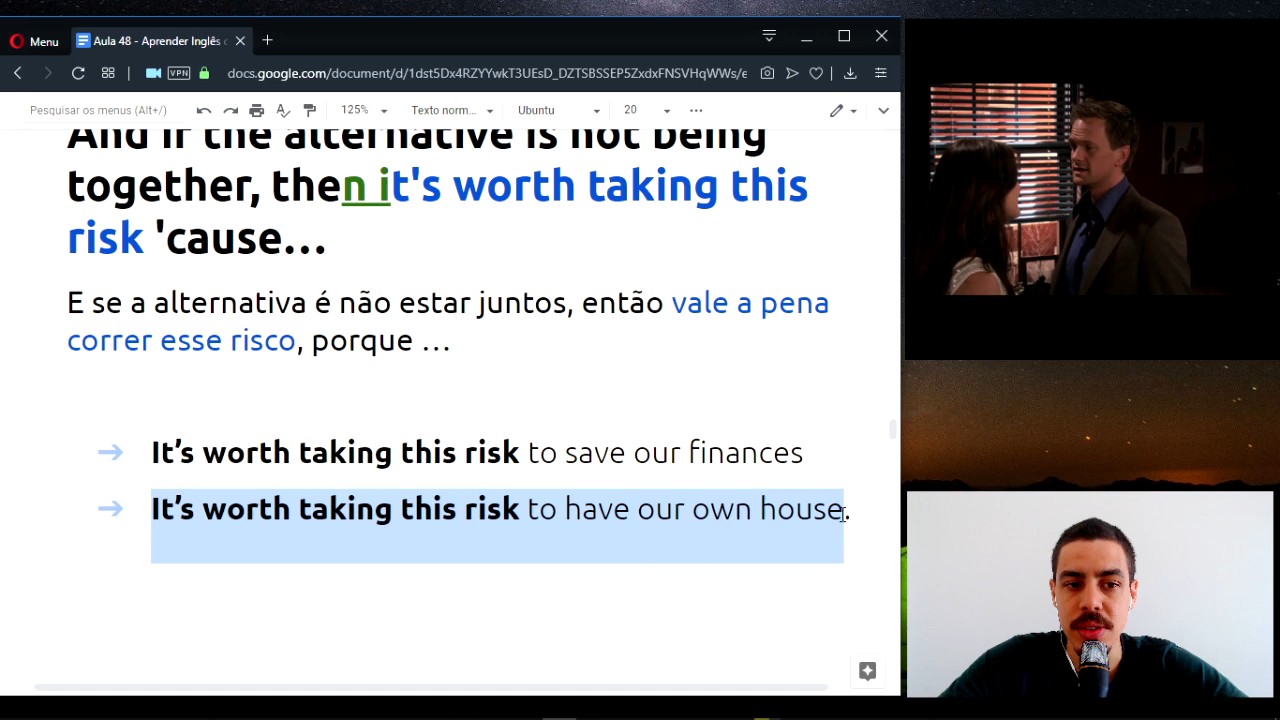 Menu
Aula 48 - Aprender Inglês
VPN
docs.google.com/document/d/1dst5Dx4RZYYwkT3UEsD_DZTSBSSEP5ZxdxFNSVHqWWs/e
Pesquisar os menus (Alt+/)
125%
Texto norm...
Ubuntu
20
And if the alternative is not being
together, then it's worth taking this
risk 'cause...
E se a alternativa é não estar juntos, então vale a pena
correr esse risco, porque ...
➔ It’s worth taking this risk to save our finances
➔ It’s worth taking this risk to have our own house.